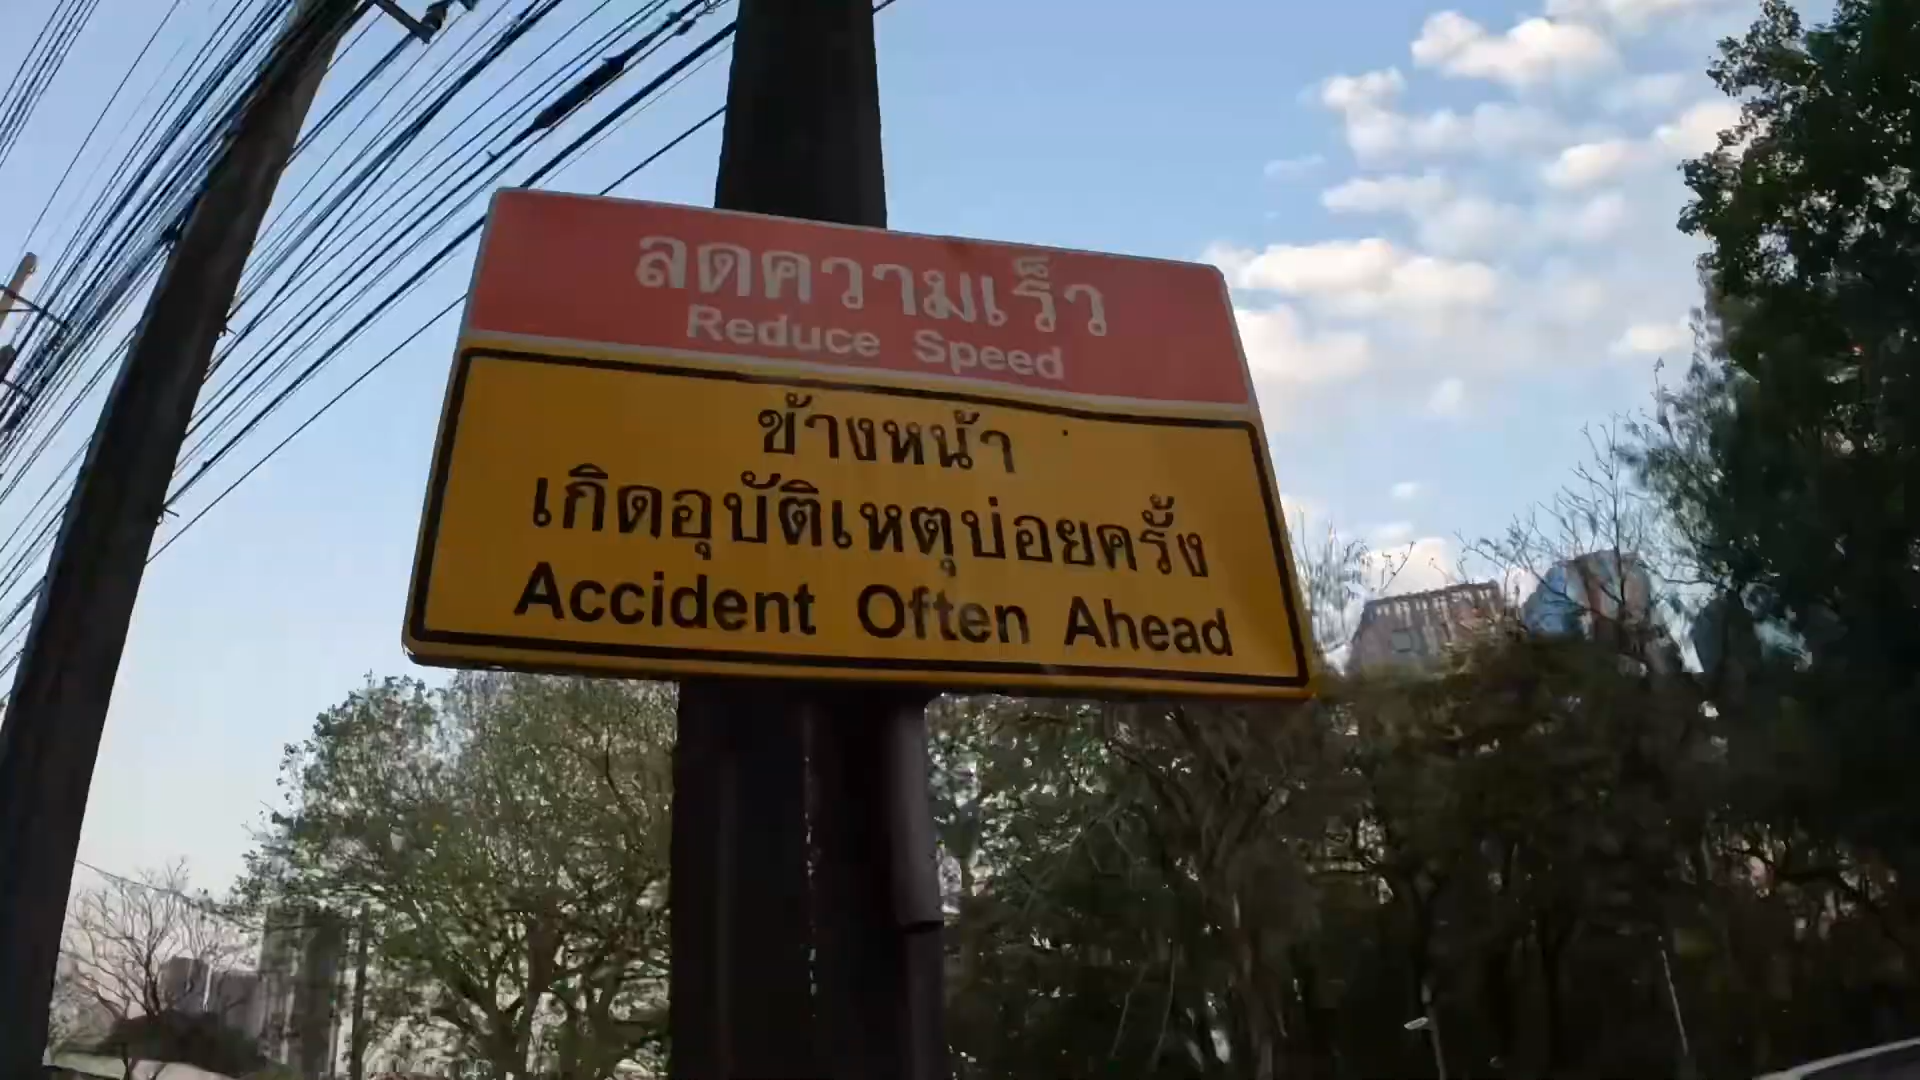 ลดความเร็ว
Reduce Speed
ข้างหน้า
เกิดอุบัติเหตุบ่อยครั้ง
Accident Often Ahead